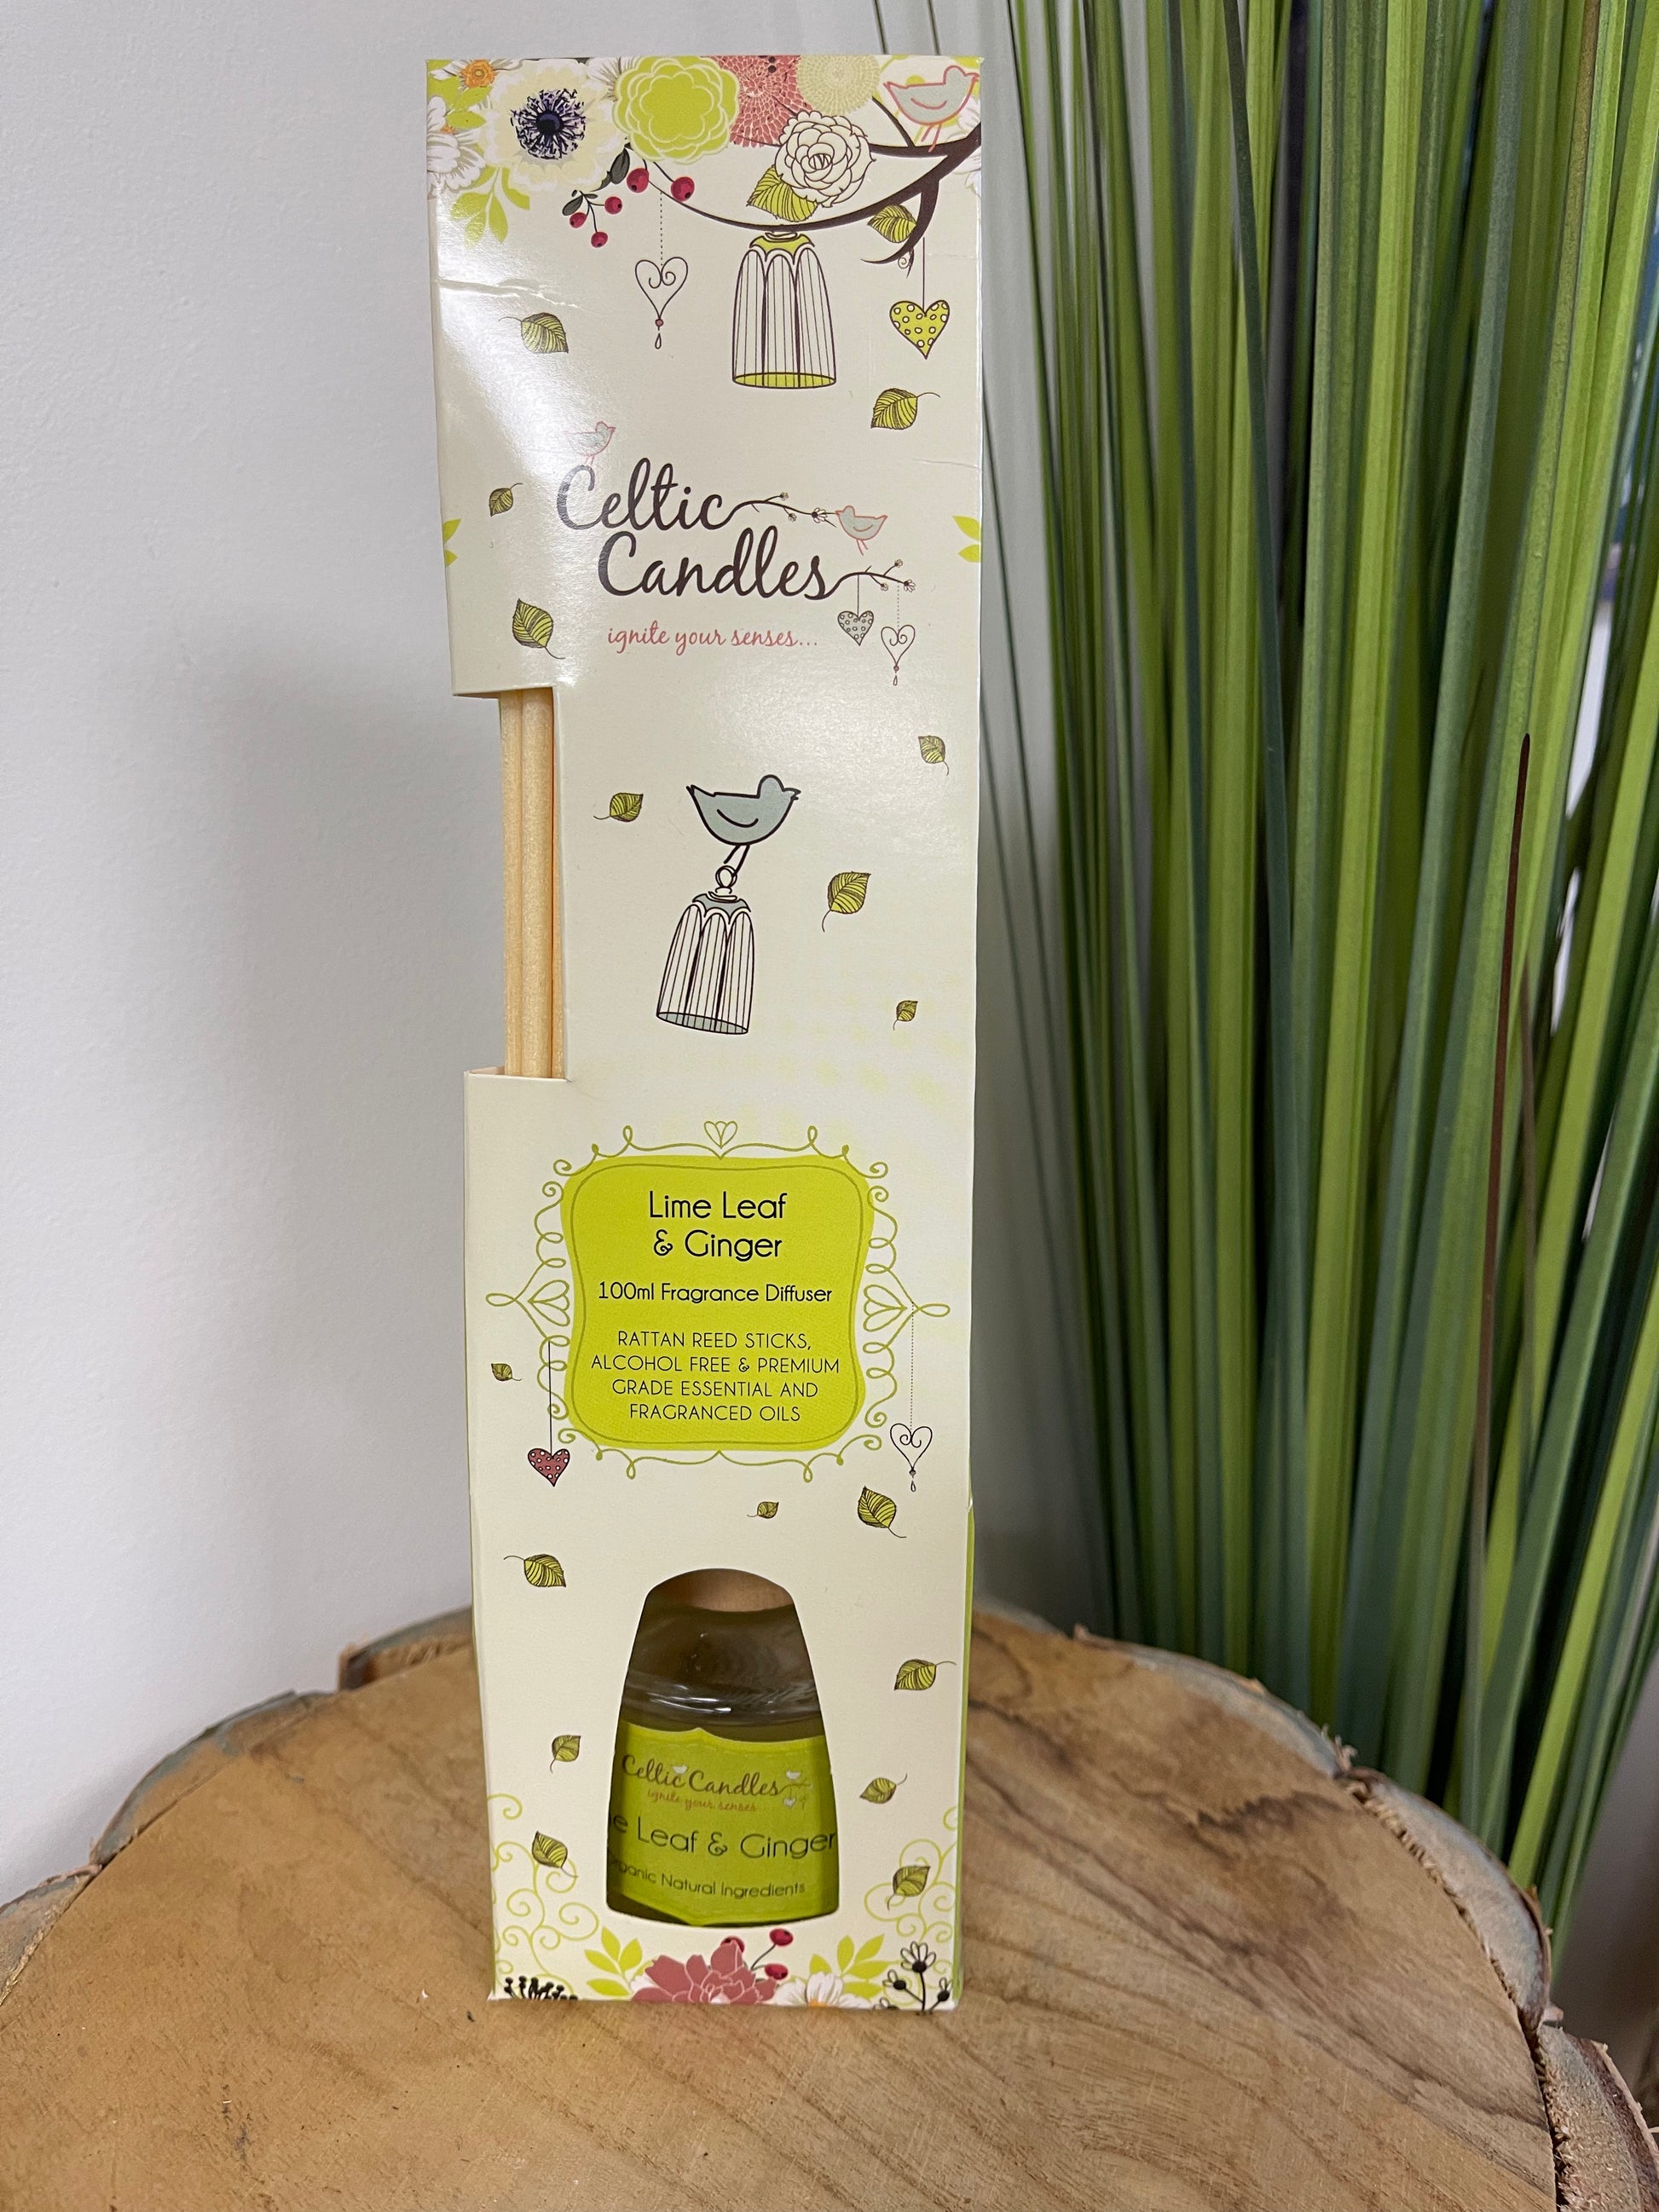 Celtic
Candles
ignite your senses...
Lime Leaf
& Ginger
100ml Fragrance Diffuser
RATTAN REED STICKS,
ALCOHOL FREE & PREMIUM
GRADE ESSENTIAL AND
FRAGRANCED OILS
Celtic Candles
ignite your senses
e Leaf & Ginger
rganic Natural Ingredients